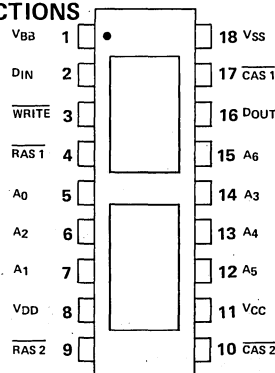 CTIONS
VBB 1 18 VSS
DIN 2 17 CAS 1
WRITE 3 16 DOUT
RAS 1 4 15 A6
A0 5 14 A3
A2 6 13 A4
A1 7 12 A5
VDD 8 11 VCC
RAS 2 9 10 CAS 2